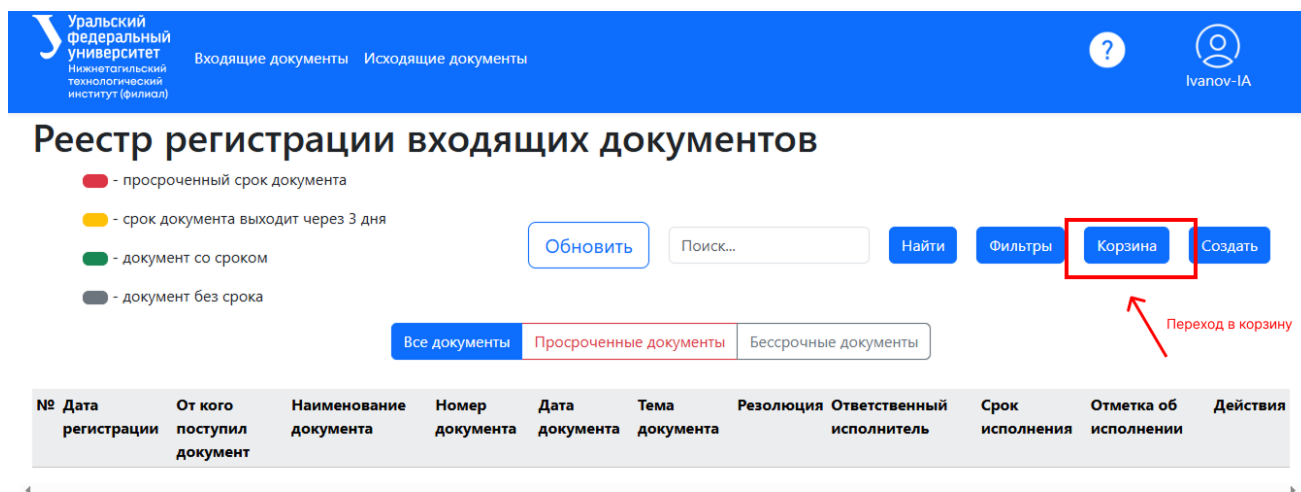 Уральский
федеральный
университет
Нижнетагильский
технологический
институт (филиал)
Входящие документы Исходящие документы
?
Ivanov-IA
Реестр регистрации входящих документов
- просроченный срок документа
- срок документа выходит через 3 дня
- документ со сроком
- документ без срока
Обновить Поиск... Найти Фильтры Корзина Создать
Переход в корзину
Все документы Просроченные документы Бессрочные документы
№ Дата От кого Наименование Номер Дата Тема Резолюция Ответственный Срок Отметка об Действия
регистрации поступил документа документа документа документа исполнитель исполнения исполнении
документ